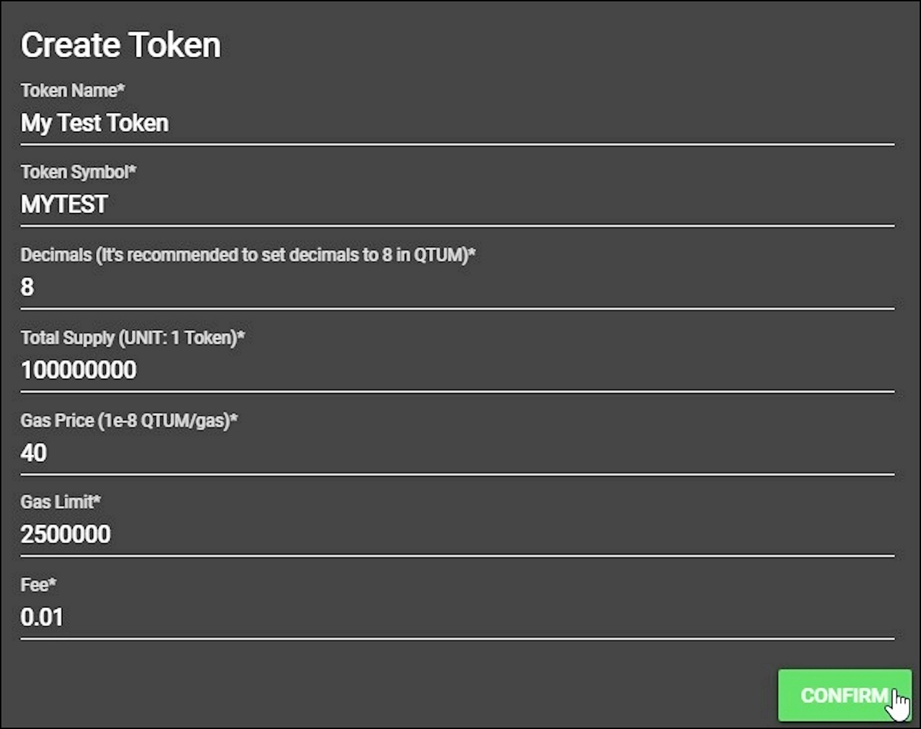 Create Token
Token Name*
My Test Token
Token Symbol*
MYTEST
Decimals (It's recommended to set decimals to 8 in QTUM)*
8
Total Supply (UNIT: 1 Token)*
100000000
Gas Price (1e-8 QTUM/gas)*
40
Gas Limit*
2500000
Fee*
0.01
CONFIRM